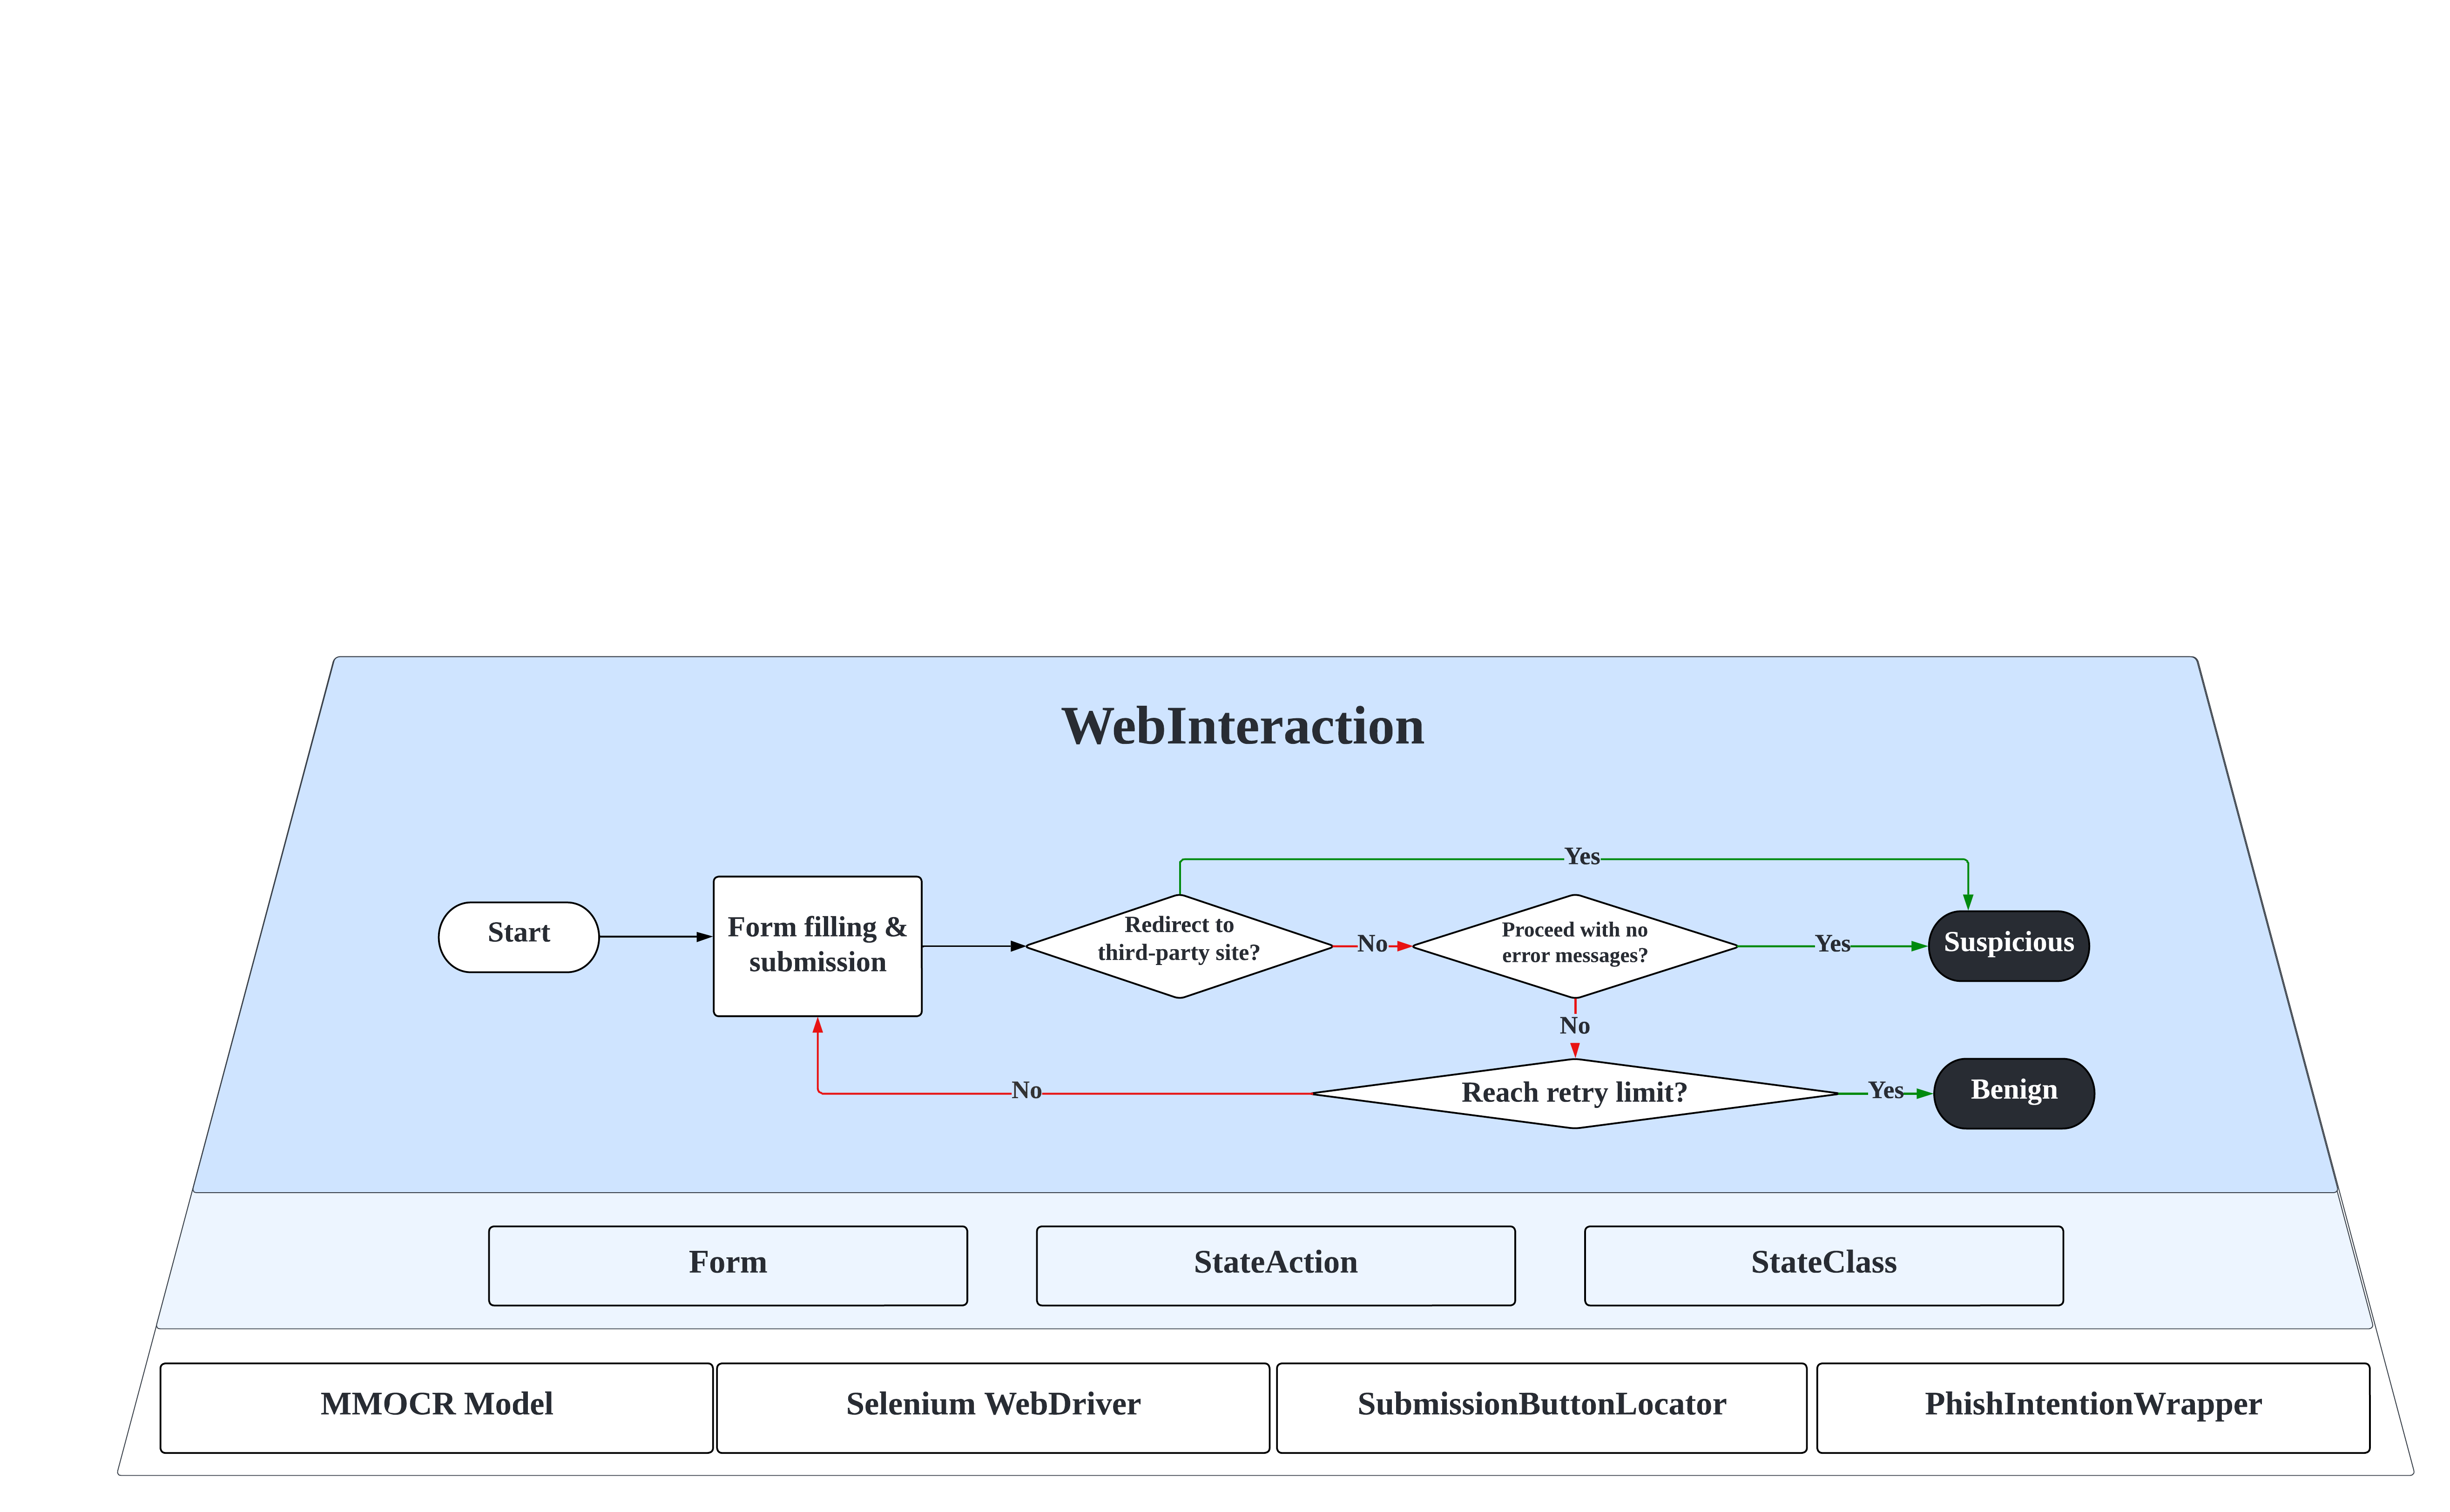 WebInteraction
Yes
Start
Form filling &
submission
Redirect to
third-party site?
No
Proceed with no
error messages?
Yes
Suspicious
No
No
Reach retry limit?
Yes
Benign
Form
StateAction
StateClass
MMOCR Model
Selenium WebDriver
SubmissionButtonLocator
PhishIntentionWrapper